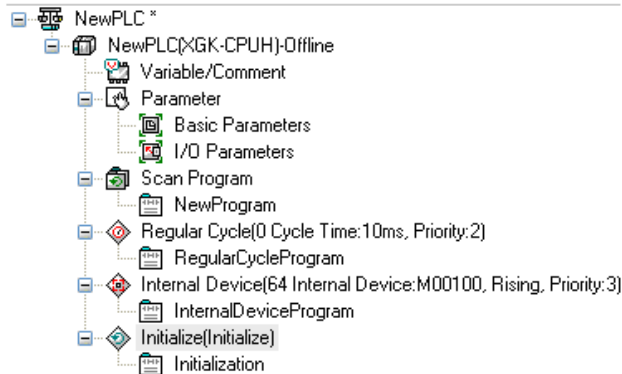 NewPLC *
NewPLC(XGK-CPUH)-Offline
Variable/Comment
Parameter
Basic Parameters
I/O Parameters
Scan Program
NewProgram
Regular Cycle(0 Cycle Time:10ms, Priority:2)
RegularCycleProgram
Internal Device(64 Internal Device:M00100, Rising, Priority:3)
InternalDeviceProgram
Initialize(Initialize)
Initialization